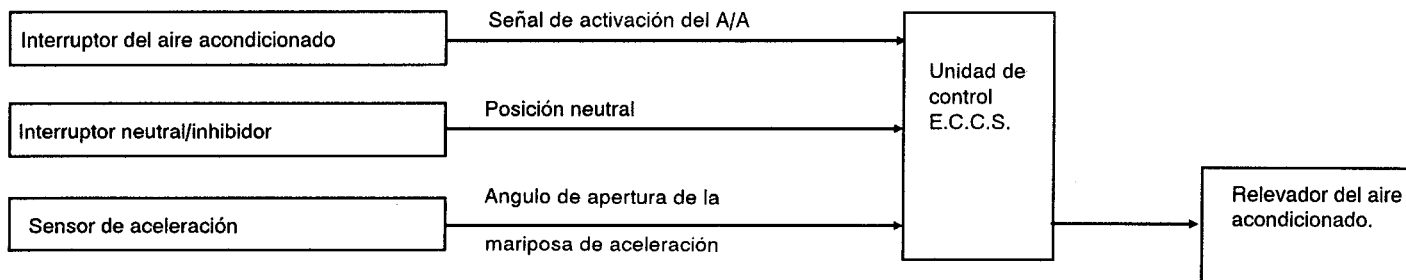 Interruptor del aire acondicionado
Señal de activación del A/A
Interruptor neutral/inhibidor
Posición neutral
Sensor de aceleración
Angulo de apertura de la
mariposa de aceleración
Unidad de
control
E.C.C.S.
Relevador del aire
acondicionado.